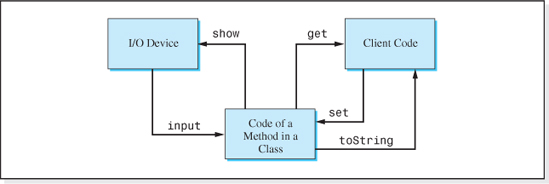 I/O Device
show
get
Client Code
input
Code of a
Method in a
Class
set
toString